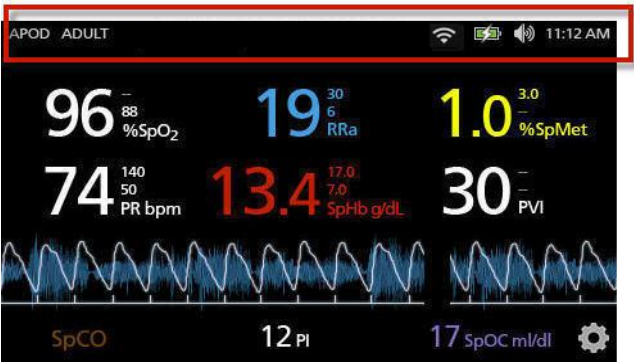 APOD ADULT 11:12 AM
96 – 88 %SpO₂ 19 30 6 RRa 1.0 3.0 – %SpMet
74 140 50 PR bpm 13.4 17.0 7.0 SpHb g/dL 30 – – PVI
SpCO 12 PI 17 SpOC ml/dl